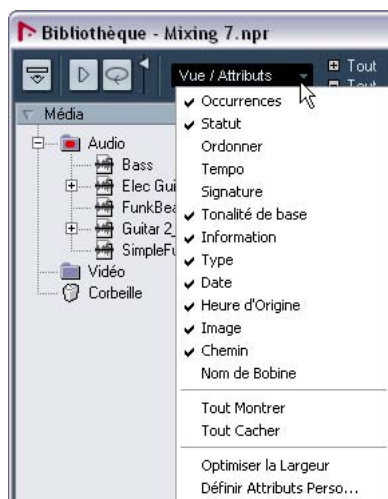 Bibliothèque - Mixing 7.npr
Vue / Attributs
Tout
Tout
Média
Audio
Bass
Elec Gui
FunkBea
Guitar 2_
SimpleFu
Vidéo
Corbeille
Occurrences
Statut
Ordonner
Tempo
Signature
Tonalité de base
Information
Type
Date
Heure d'Origine
Image
Chemin
Nom de Bobine
Tout Montrer
Tout Cacher
Optimiser la Largeur
Définir Attributs Perso...